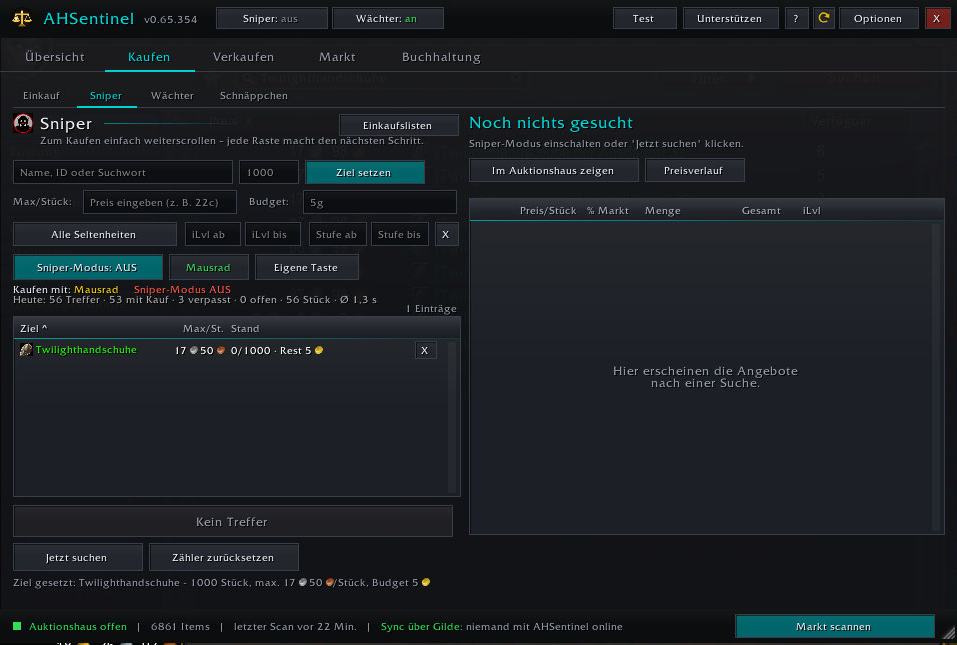 AHSentinel v0.65.354 Sniper: aus Wächter: an Test Unterstützen ? Optionen X
Übersicht Kaufen Verkaufen Markt Buchhaltung
Einkauf Sniper Wächter Schnäppchen
Sniper Einkaufslisten
Zum Kaufen einfach weiterscrollen - jede Raste macht den nächsten Schritt.
Name, ID oder Suchwort 1000 Ziel setzen
Max/Stück: Preis eingeben (z. B. 22c) Budget: 5g
Alle Seltenheiten iLvl ab iLvl bis Stufe ab Stufe bis X
Sniper-Modus: AUS Mausrad Eigene Taste
Kaufen mit: Mausrad Sniper-Modus AUS
Heute: 56 Treffer · 53 mit Kauf · 3 verpasst · 0 offen · 56 Stück · Ø 1,3 s
1 Einträge
Ziel ^ Max/St. Stand
Twilighthandschuhe 17 50 0/1000 · Rest 5 X
Kein Treffer
Jetzt suchen Zähler zurücksetzen
Ziel gesetzt: Twilighthandschuhe - 1000 Stück, max. 17 50 /Stück, Budget 5
Noch nichts gesucht
Sniper-Modus einschalten oder 'Jetzt suchen' klicken.
Im Auktionshaus zeigen Preisverlauf
Preis/Stück % Markt Menge Gesamt iLvl
Hier erscheinen die Angebote
nach einer Suche.
Auktionshaus offen | 6861 Items | letzter Scan vor 22 Min. | Sync über Gilde: niemand mit AHSentinel online Markt scannen